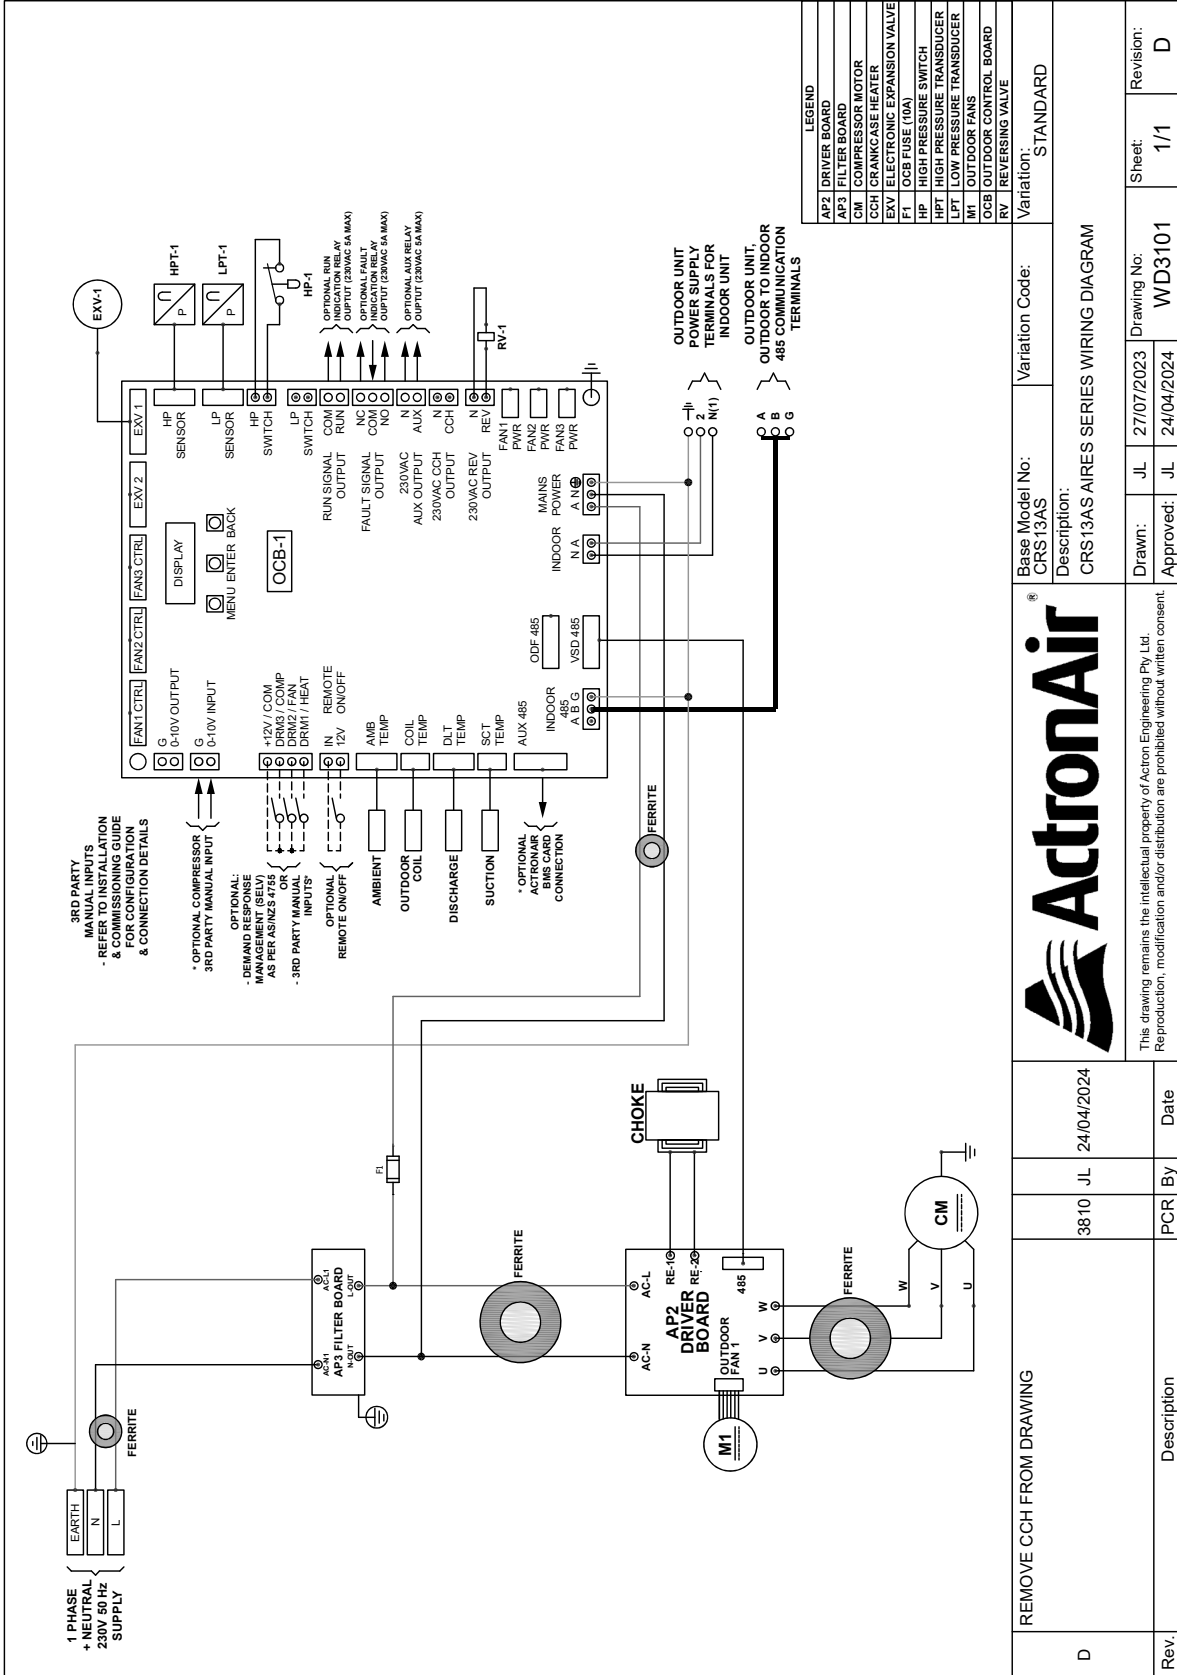 1 PHASE
+ NEUTRAL
230V 50 Hz
SUPPLY
EARTH
N
L
FERRITE
AC-L1
AC-N1
AP3 FILTER BOARD
L-OUT
N-OUT
F1
FERRITE
CHOKE
AC-L
AC-N
RE-1
RE-2
AP2
DRIVER
BOARD
485
OUTDOOR
FAN 1
W
V
U
M1
FERRITE
W
V
U
CM
3RD PARTY
MANUAL INPUTS
- REFER TO INSTALLATION
& COMMISSIONING GUIDE
FOR CONFIGURATION
& CONNECTION DETAILS
* OPTIONAL COMPRESSOR
3RD PARTY MANUAL INPUT
OPTIONAL:
- DEMAND RESPONSE
MANAGEMENT (SELV)
AS PER AS/NZS 4755
OR
- 3RD PARTY MANUAL
INPUTS*
OPTIONAL
REMOTE ON/OFF
AMBIENT
OUTDOOR
COIL
DISCHARGE
SUCTION
* OPTIONAL
ACTRONAIR
BMS CARD
CONNECTION
FERRITE
FAN1 CTRL
FAN2 CTRL
FAN3 CTRL
EXV 2
EXV 1
G
0-10V OUTPUT
G
0-10V INPUT
+12V / COM
DRM3 / COMP
DRM2 / FAN
DRM1 / HEAT
IN
12V
REMOTE
ON/OFF
AMB
TEMP
COIL
TEMP
DLT
TEMP
SCT
TEMP
AUX 485
INDOOR
485
A B G
DISPLAY
MENU ENTER BACK
OCB-1
ODF 485
VSD 485
INDOOR
N A
MAINS
POWER
A N
HP
SENSOR
LP
SENSOR
HP
SWITCH
LP
SWITCH
RUN SIGNAL
OUTPUT
COM
RUN
FAULT SIGNAL
OUTPUT
NC
COM
NO
230VAC
AUX OUTPUT
N
AUX
230VAC CCH
OUTPUT
N
CCH
230VAC REV
OUTPUT
N
REV
FAN1
PWR
FAN2
PWR
FAN3
PWR
EXV-1
HPT-1
P
LPT-1
P
HP-1
OPTIONAL RUN
INDICATION RELAY
OUPTUT (230VAC 5A MAX)
OPTIONAL FAULT
INDICATION RELAY
OUPTUT (230VAC 5A MAX)
OPTIONAL AUX RELAY
OUPTUT (230VAC 5A MAX)
RV-1
2
N(1)
OUTDOOR UNIT
POWER SUPPLY
TERMINALS FOR
INDOOR UNIT
A
B
G
OUTDOOR UNIT,
OUTDOOR TO INDOOR
485 COMMUNICATION
TERMINALS
LEGEND
AP2 DRIVER BOARD
AP3 FILTER BOARD
CM COMPRESSOR MOTOR
CCH CRANKCASE HEATER
EXV ELECTRONIC EXPANSION VALVE
F1 OCB FUSE (10A)
HP HIGH PRESSURE SWITCH
HPT HIGH PRESSURE TRANSDUCER
LPT LOW PRESSURE TRANSDUCER
M1 OUTDOOR FANS
OCB OUTDOOR CONTROL BOARD
RV REVERSING VALVE
D REMOVE CCH FROM DRAWING 3810 JL 24/04/2024
Rev. Description PCR By Date
ActronAir®
This drawing remains the intellectual property of Actron Engineering Pty Ltd.
Reproduction, modification and/or distribution are prohibited without written consent.
Base Model No:
CRS13AS
Variation Code:
Variation:
STANDARD
Description:
CRS13AS AIRES SERIES WIRING DIAGRAM
Drawn: JL 27/07/2023
Approved: JL 24/04/2024
Drawing No:
WD3101
Sheet:
1/1
Revision:
D